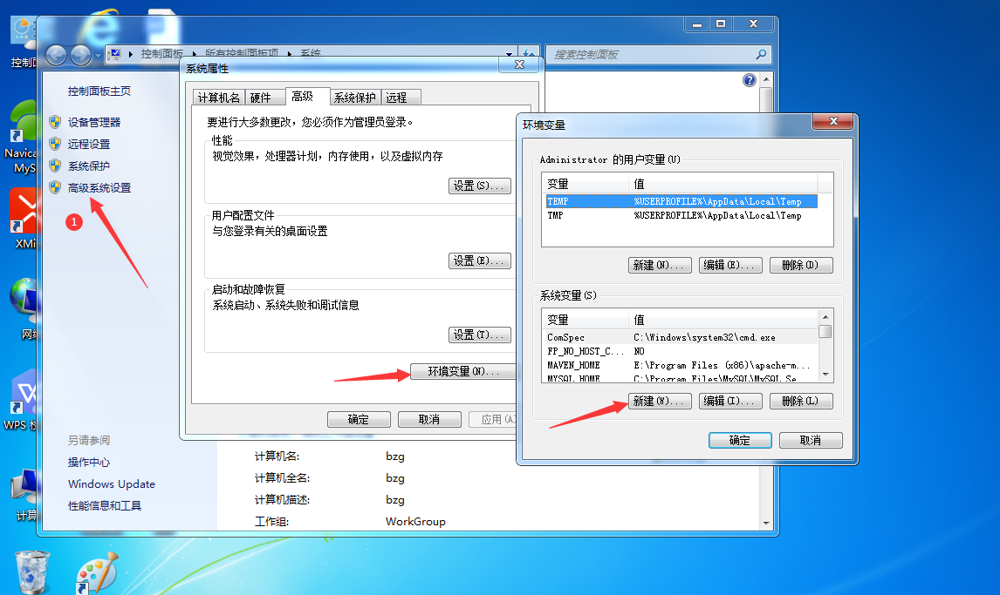 控制面板
所有控制面板项
系统
搜索控制面板
控制面板主页
设备管理器
远程设置
系统保护
高级系统设置
1
另请参阅
操作中心
Windows Update
性能信息和工具
系统属性
计算机名
硬件
高级
系统保护
远程
要进行大多数更改，您必须作为管理员登录。
性能
视觉效果，处理器计划，内存使用，以及虚拟内存
设置(S)...
用户配置文件
与您登录有关的桌面设置
设置(E)...
启动和故障恢复
系统启动、系统失败和调试信息
设置(T)...
环境变量(N)...
确定
取消
应用(A)
计算机名:
bzg
计算机全名:
bzg
计算机描述:
bzg
工作组:
WorkGroup
环境变量
Administrator 的用户变量(U)
变量
值
TEMP
%USERPROFILE%\AppData\Local\Temp
TMP
%USERPROFILE%\AppData\Local\Temp
新建(N)...
编辑(E)...
删除(D)
系统变量(S)
变量
值
ComSpec
C:\Windows\system32\cmd.exe
FP_NO_HOST_C...
NO
MAVEN_HOME
E:\Program Files (x86)\apache-m...
MYSQL_HOME
C:\Program Files\MySQL\MySQL Se...
新建(W)...
编辑(I)...
删除(L)
确定
取消
Navica
MyS
XMi
WPS